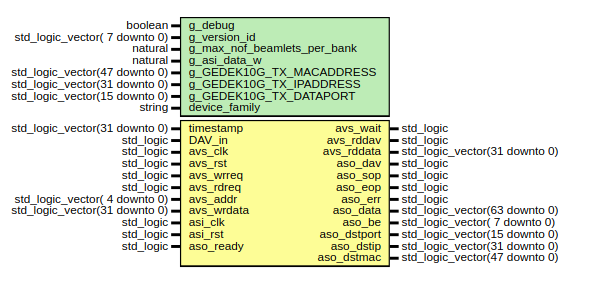 boolean g_debug
std_logic_vector( 7 downto 0) g_version_id
natural g_max_nof_beamlets_per_bank
natural g_asi_data_w
std_logic_vector(47 downto 0) g_GEDEK10G_TX_MACADDRESS
std_logic_vector(31 downto 0) g_GEDEK10G_TX_IPADDRESS
std_logic_vector(15 downto 0) g_GEDEK10G_TX_DATAPORT
string device_family
std_logic_vector(31 downto 0) timestamp avs_wait std_logic
std_logic DAV_in avs_rddav std_logic
std_logic avs_clk avs_rddata std_logic_vector(31 downto 0)
std_logic avs_rst aso_dav std_logic
std_logic avs_wrreq aso_sop std_logic
std_logic avs_rdreq aso_eop std_logic
std_logic_vector( 4 downto 0) avs_addr aso_err std_logic
std_logic_vector(31 downto 0) avs_wrdata aso_data std_logic_vector(63 downto 0)
std_logic asi_clk aso_be std_logic_vector( 7 downto 0)
std_logic asi_rst aso_dstport std_logic_vector(15 downto 0)
std_logic aso_ready aso_dstip std_logic_vector(31 downto 0)
aso_dstmac std_logic_vector(47 downto 0)